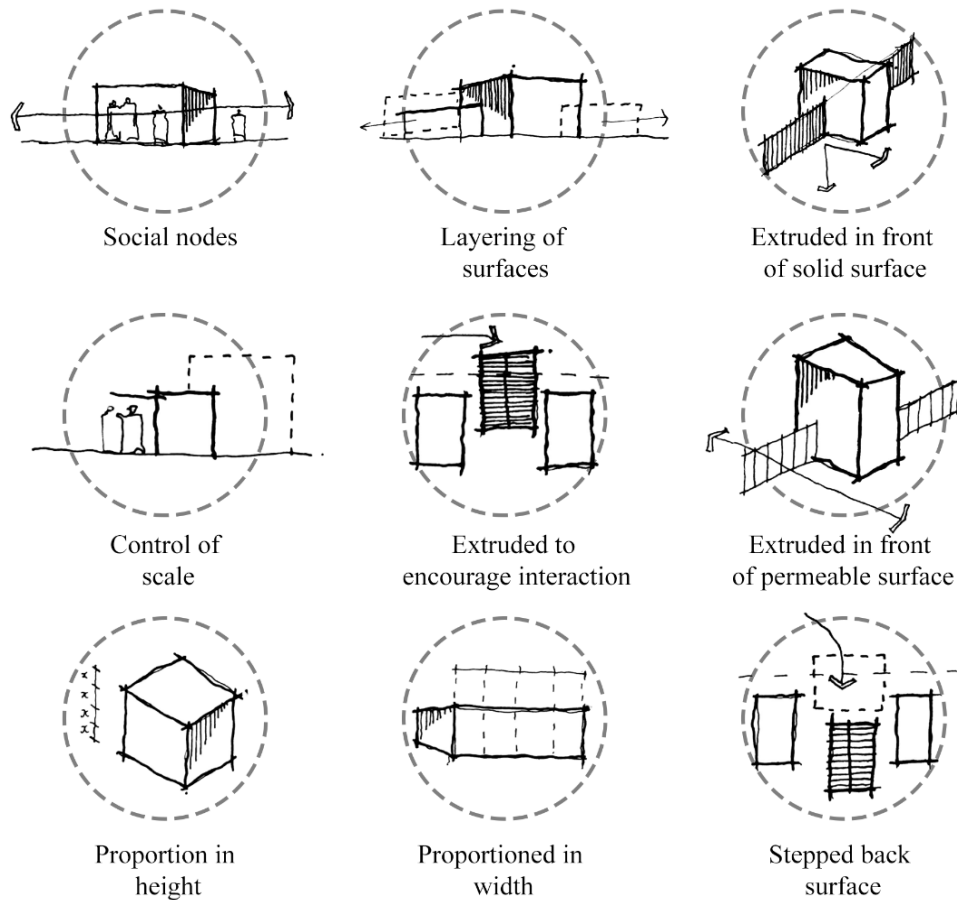 Social nodes
Layering of
surfaces
Extruded in front
of solid surface
Control of
scale
Extruded to
encourage interaction
Extruded in front
of permeable surface
x
x
x
x
Proportion in
height
Proportioned in
width
Stepped back
surface